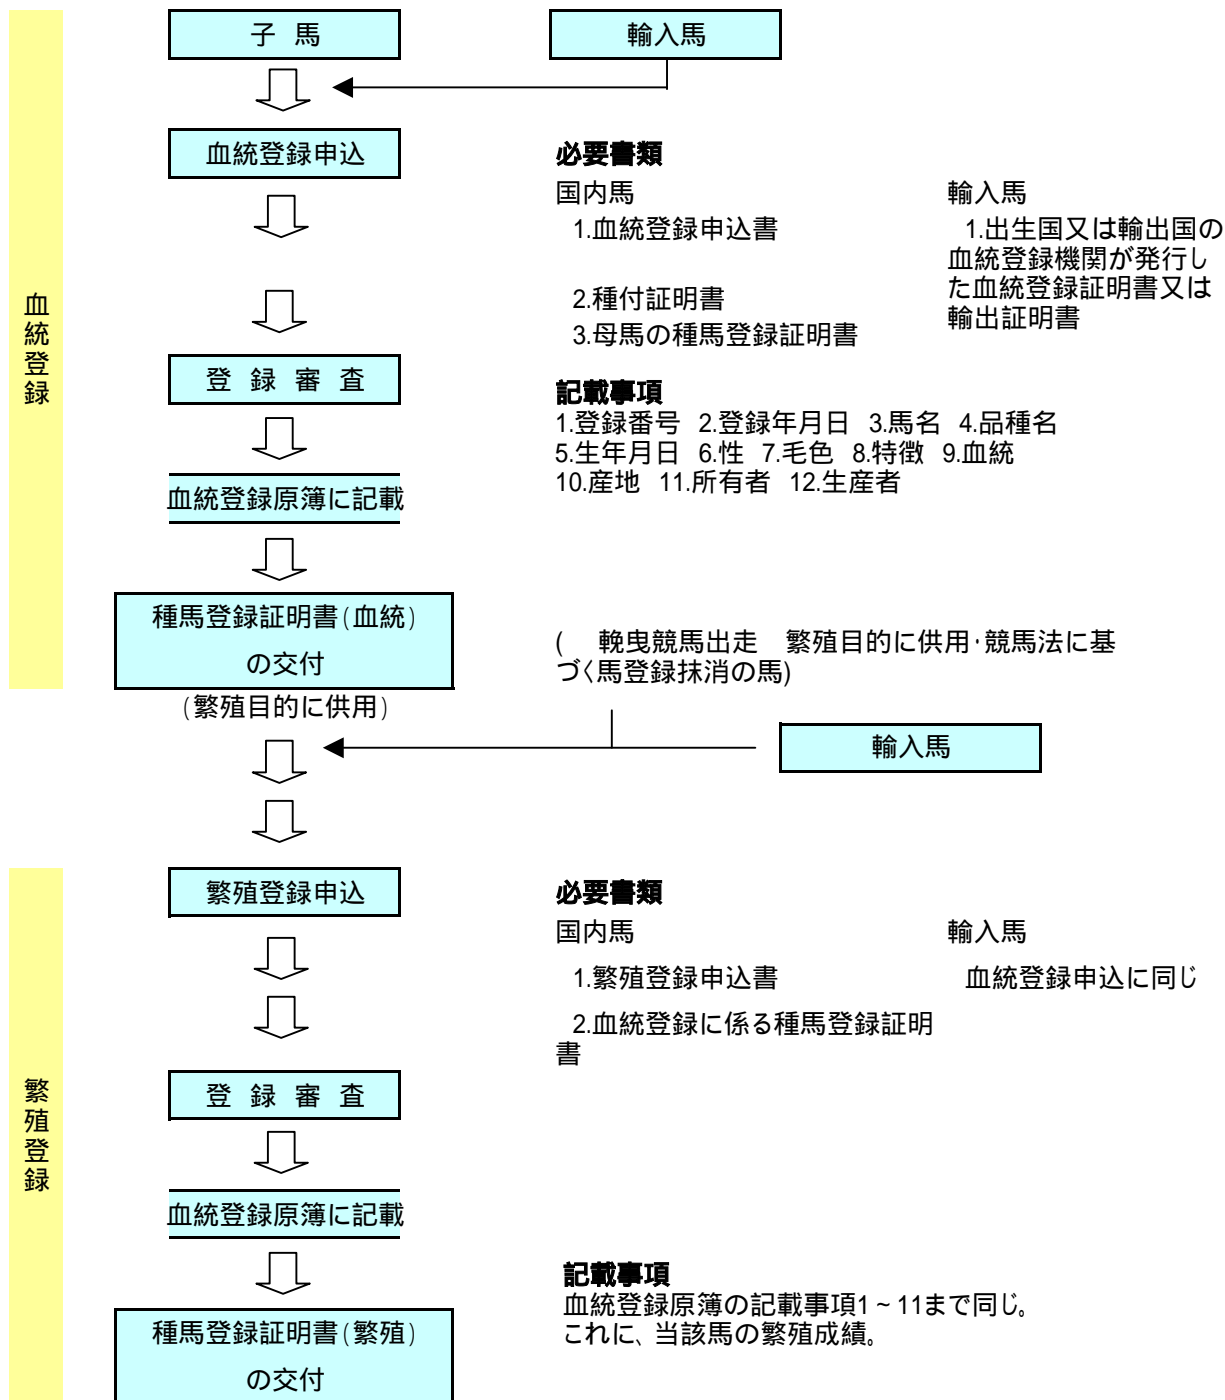 子 馬
輸入馬
血統登録
血統登録申込
必要書類
国内馬
輸入馬
1.血統登録申込書
1.出生国又は輸出国の
血統登録機関が発行し
た血統登録証明書又は
輸出証明書
2.種付証明書
3.母馬の種馬登録証明書
登 録 審 査
記載事項
1.登録番号 2.登録年月日 3.馬名 4.品種名
5.生年月日 6.性 7.毛色 8.特徴 9.血統
10.産地 11.所有者 12.生産者
血統登録原簿に記載
種馬登録証明書(血統)
の交付
( 輓曳競馬出走 繁殖目的に供用・競馬法に基
づく馬登録抹消の馬)
(繁殖目的に供用)
輸入馬
繁殖登録
繁殖登録申込
必要書類
国内馬
輸入馬
1.繁殖登録申込書
血統登録申込に同じ
2.血統登録に係る種馬登録証明
書
登 録 審 査
血統登録原簿に記載
記載事項
血統登録原簿の記載事項1~11まで同じ。
これに、当該馬の繁殖成績。
種馬登録証明書(繁殖)
の交付